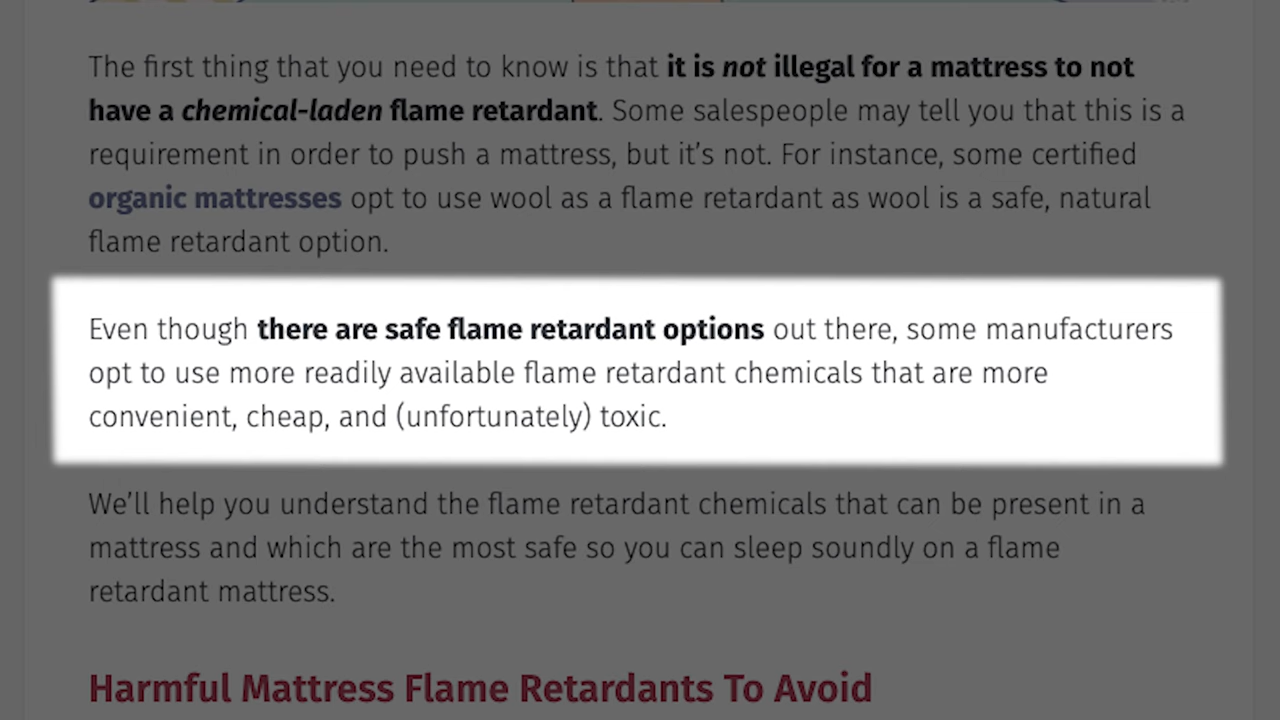 The first thing that you need to know is that it is not illegal for a mattress to not
have a chemical-laden flame retardant. Some salespeople may tell you that this is a
requirement in order to push a mattress, but it’s not. For instance, some certified
organic mattresses opt to use wool as a flame retardant as wool is a safe, natural
flame retardant option.
Even though there are safe flame retardant options out there, some manufacturers
opt to use more readily available flame retardant chemicals that are more
convenient, cheap, and (unfortunately) toxic.
We’ll help you understand the flame retardant chemicals that can be present in a
mattress and which are the most safe so you can sleep soundly on a flame
retardant mattress.
Harmful Mattress Flame Retardants To Avoid